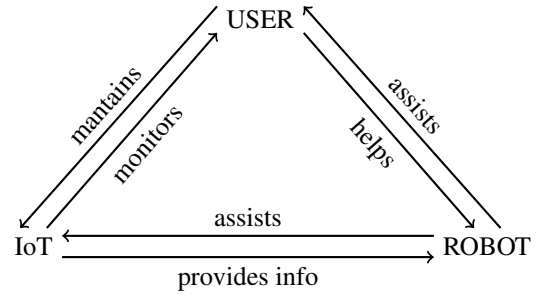 USER
mantains
monitors
helps
assists
assists
IoT
ROBOT
provides info